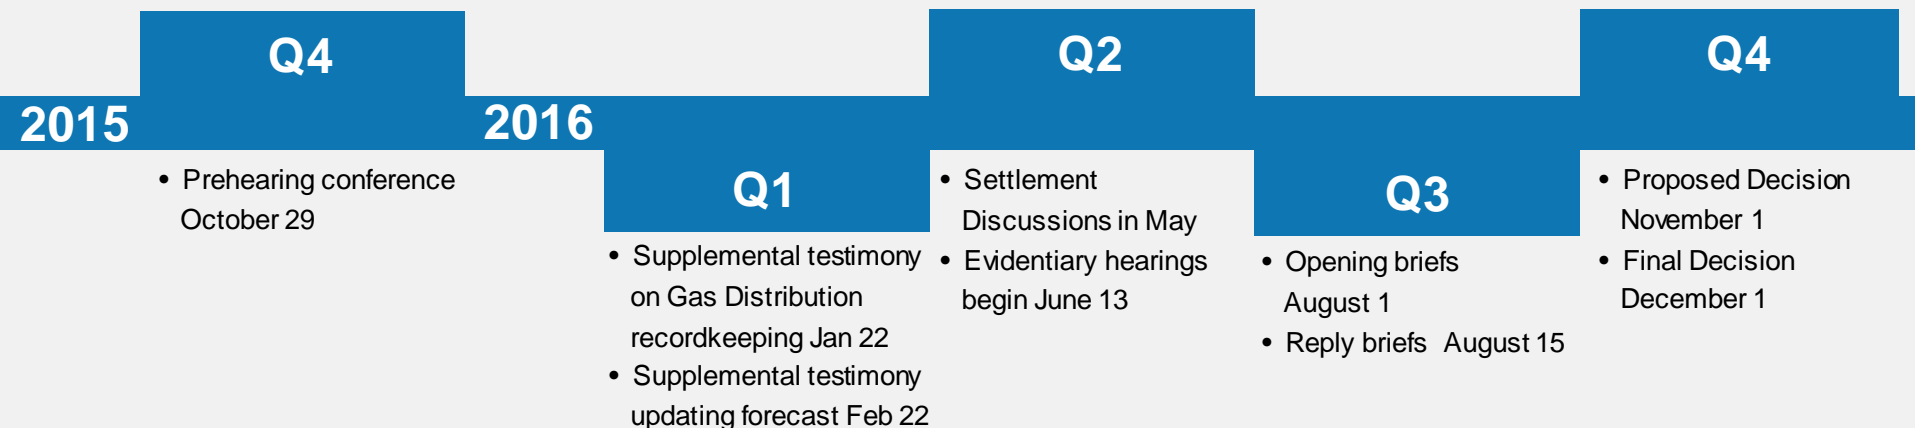 2015
Q4
• Prehearing conference
October 29
2016
Q1
• Supplemental testimony
on Gas Distribution
recordkeeping Jan 22
• Supplemental testimony
updating forecast Feb 22
Q2
• Settlement
Discussions in May
• Evidentiary hearings
begin June 13
Q3
• Opening briefs
August 1
• Reply briefs August 15
Q4
• Proposed Decision
November 1
• Final Decision
December 1